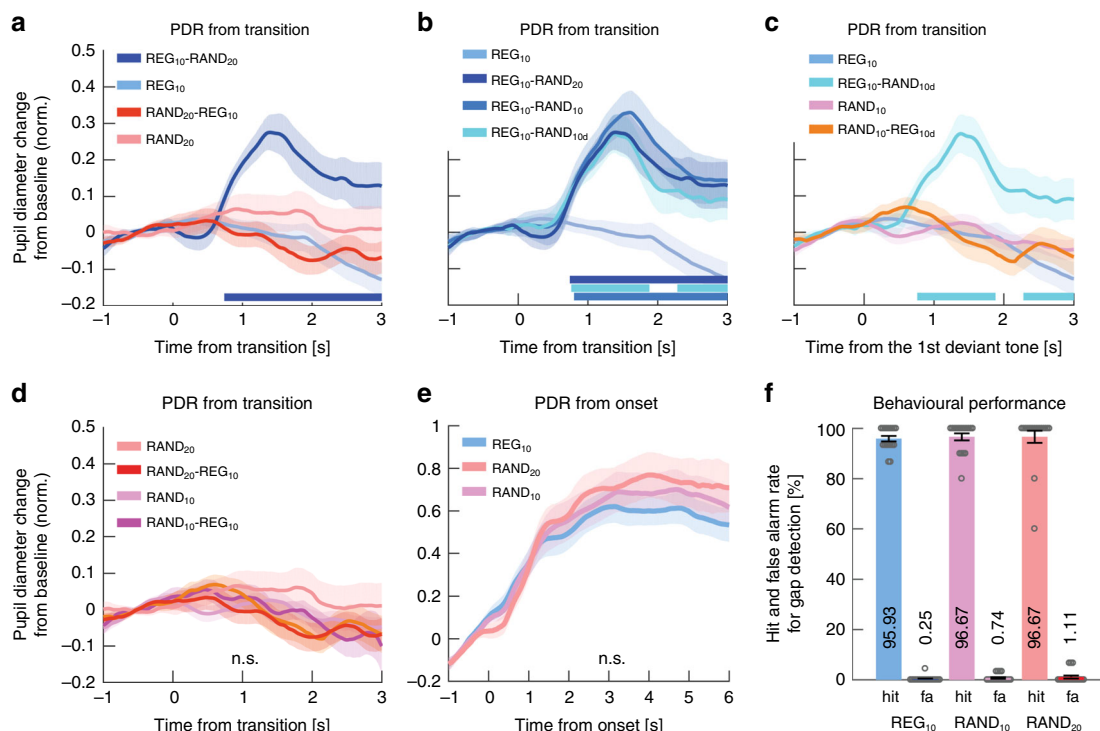 a
PDR from transition
Pupil diameter change
from baseline (norm.)
0.5
0.4
0.3
0.2
0.1
0
−0.1
−0.2
REG10-RAND20
REG10
RAND20-REG10
RAND20
−1 0 1 2 3
Time from transition [s]
b
PDR from transition
REG10
REG10-RAND20
REG10-RAND10
REG10-RAND10d
−1 0 1 2 3
Time from transition [s]
c
PDR from transition
REG10
REG10-RAND10d
RAND10
RAND10-REG10d
−1 0 1 2 3
Time from the 1st deviant tone [s]
d
PDR from transition
Pupil diameter change
from baseline (norm.)
0.5
0.4
0.3
0.2
0.1
0
−0.1
−0.2
RAND20
RAND20-REG10
RAND10
RAND10-REG10
n.s.
−1 0 1 2 3
Time from transition [s]
e
PDR from onset
1
0.8
0.6
0.4
0.2
0
−0.2
REG10
RAND20
RAND10
n.s.
−1 0 1 2 3 4 5 6
Time from onset [s]
f
Behavioural performance
Hit and false alarm rate
for gap detection [%]
100
80
60
40
20
0
95.93 0.25 96.67 0.74 96.67 1.11
hit fa hit fa hit fa
REG10 RAND10 RAND20